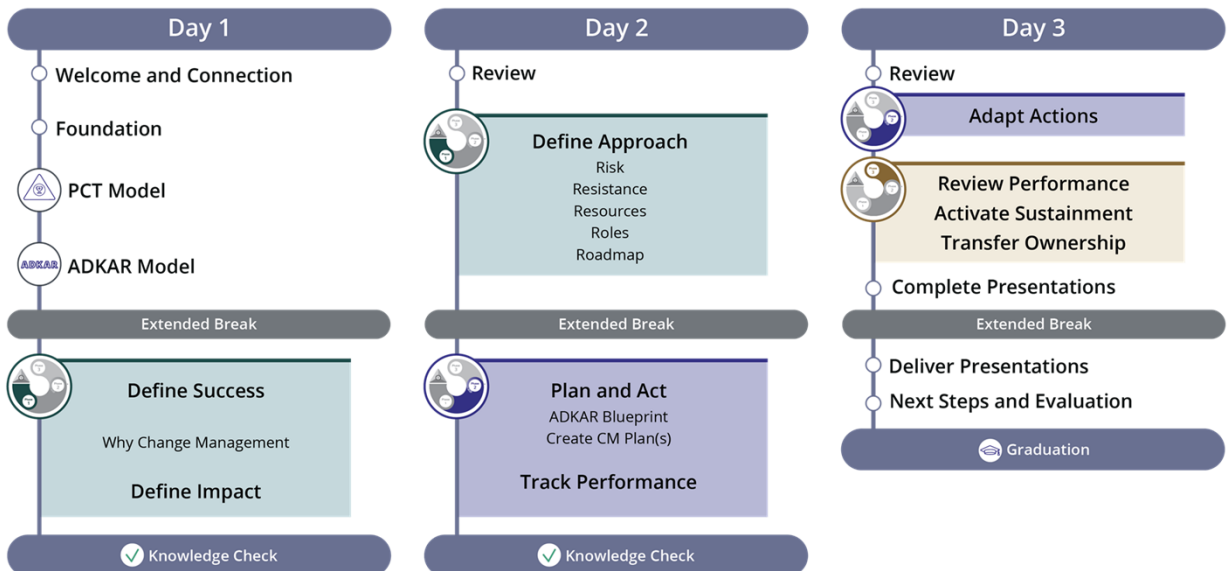 Day 1
Welcome and Connection
Foundation
PCT Model
ADKAR
ADKAR Model
Extended Break
Define Success
Why Change Management
Define Impact
Knowledge Check
Day 2
Review
Define Approach
Risk
Resistance
Resources
Roles
Roadmap
Extended Break
Plan and Act
ADKAR Blueprint
Create CM Plan(s)
Track Performance
Knowledge Check
Day 3
Review
Adapt Actions
Review Performance
Activate Sustainment
Transfer Ownership
Complete Presentations
Extended Break
Deliver Presentations
Next Steps and Evaluation
Graduation